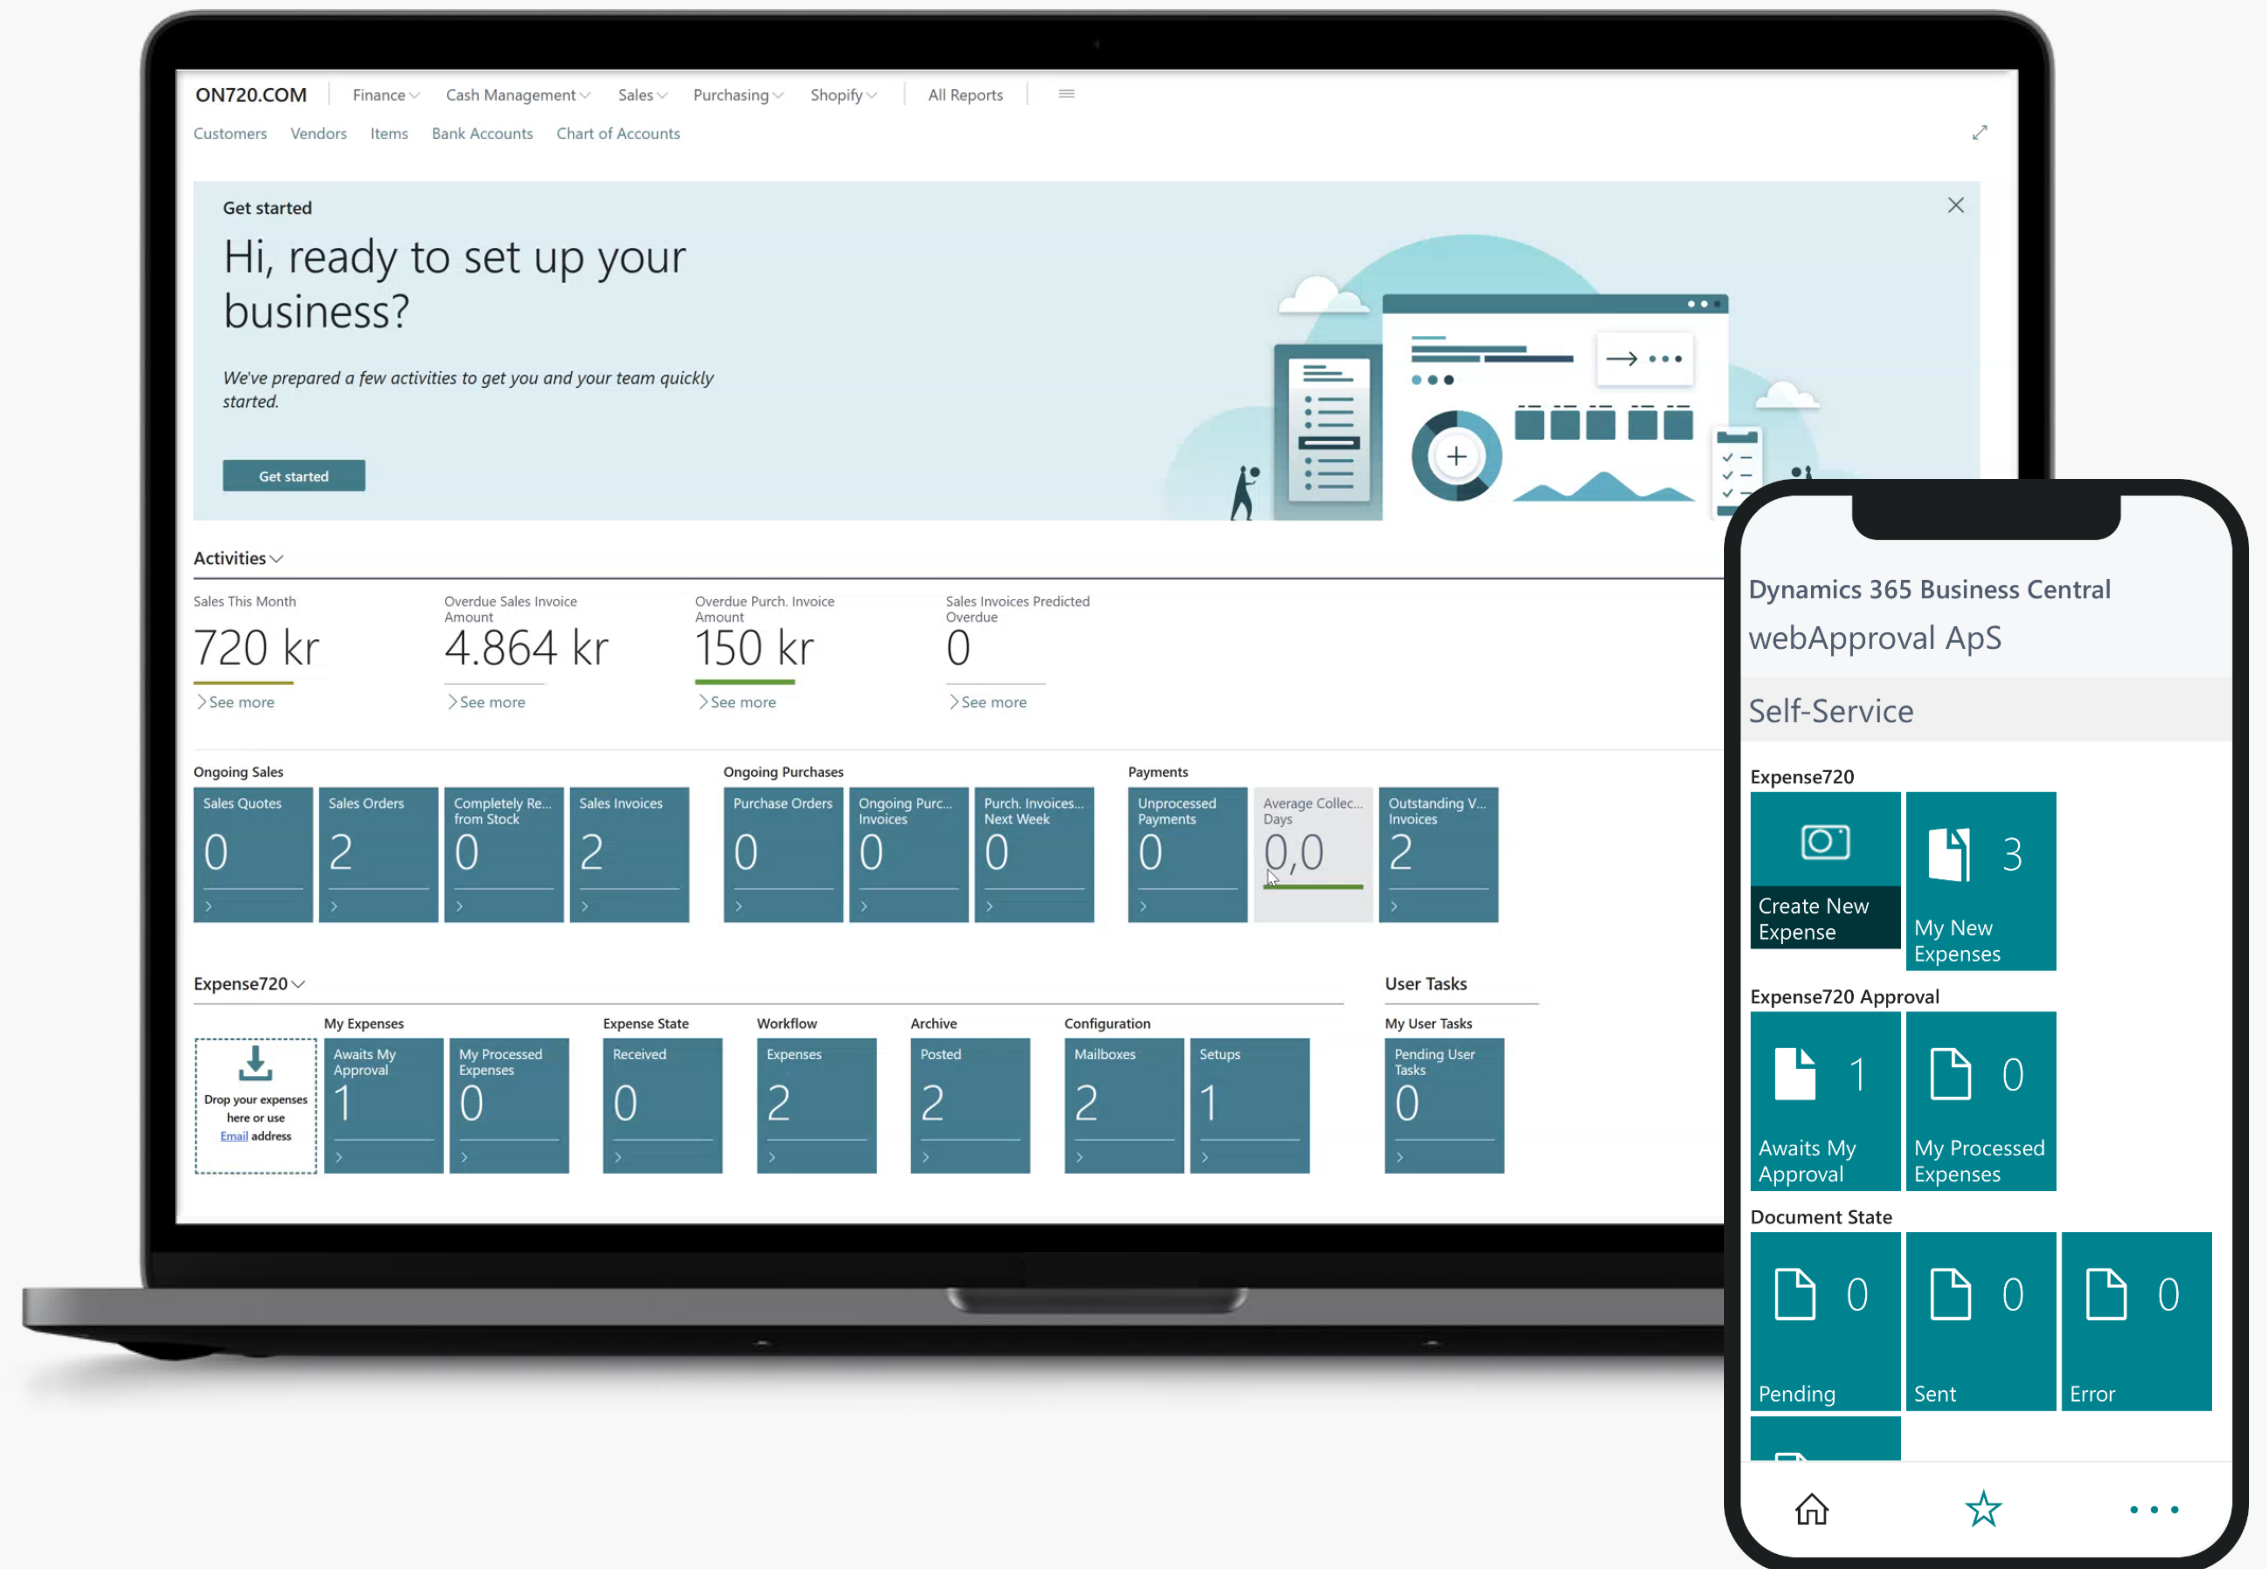 ON720.COM
Finance
Cash Management
Sales
Purchasing
Shopify
All Reports
Customers
Vendors
Items
Bank Accounts
Chart of Accounts
Get started
Hi, ready to set up your
business?
We've prepared a few activities to get you and your team quickly
started.
Get started
Activities
Sales This Month
720 kr
See more
Overdue Sales Invoice
Amount
4.864 kr
See more
Overdue Purch. Invoice
Amount
150 kr
See more
Sales Invoices Predicted
Overdue
0
See more
Ongoing Sales
Sales Quotes
0
Sales Orders
2
Completely Re...
from Stock
0
Sales Invoices
2
Ongoing Purchases
Purchase Orders
0
Ongoing Purc...
Invoices
0
Purch. Invoices...
Next Week
0
Payments
Unprocessed
Payments
0
Average Collec...
Days
0,0
Outstanding V...
Invoices
2
Expense720
Drop your expenses
here or use
Email address
My Expenses
Awaits My
Approval
1
My Processed
Expenses
0
Expense State
Received
0
Workflow
Expenses
2
Archive
Posted
2
Configuration
Mailboxes
2
Setups
1
User Tasks
My User Tasks
Pending User
Tasks
0
Dynamics 365 Business Central
webApproval ApS
Self-Service
Expense720
Create New
Expense
3
My New
Expenses
Expense720 Approval
1
Awaits My
Approval
0
My Processed
Expenses
Document State
0
Pending
0
Sent
0
Error